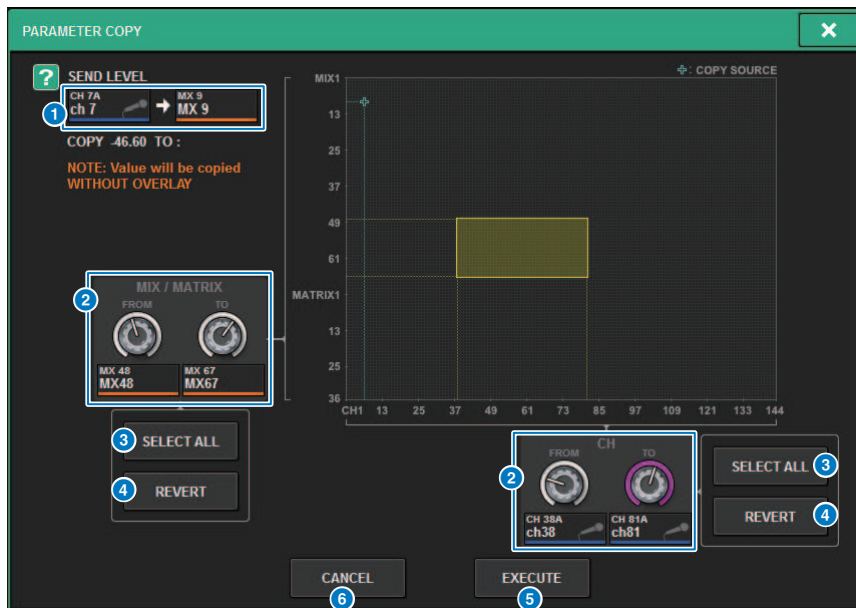 PARAMETER COPY
×
? SEND LEVEL
CH 7A
ch 7
MX 9
MX 9
1
COPY -46.60 TO :
NOTE: Value will be copied
WITHOUT OVERLAY
: COPY SOURCE
MIX1
13
25
37
49
61
MATRIX1
13
25
36
CH1 13 25 37 49 61 73 85 97 109 121 133 144
2
MIX / MATRIX
FROM TO
MX 48 MX 67
MX48 MX67
3 SELECT ALL
4 REVERT
2
CH
FROM TO
CH 38A CH 81A
ch38 ch81
SELECT ALL 3
REVERT 4
CANCEL
6
EXECUTE
5